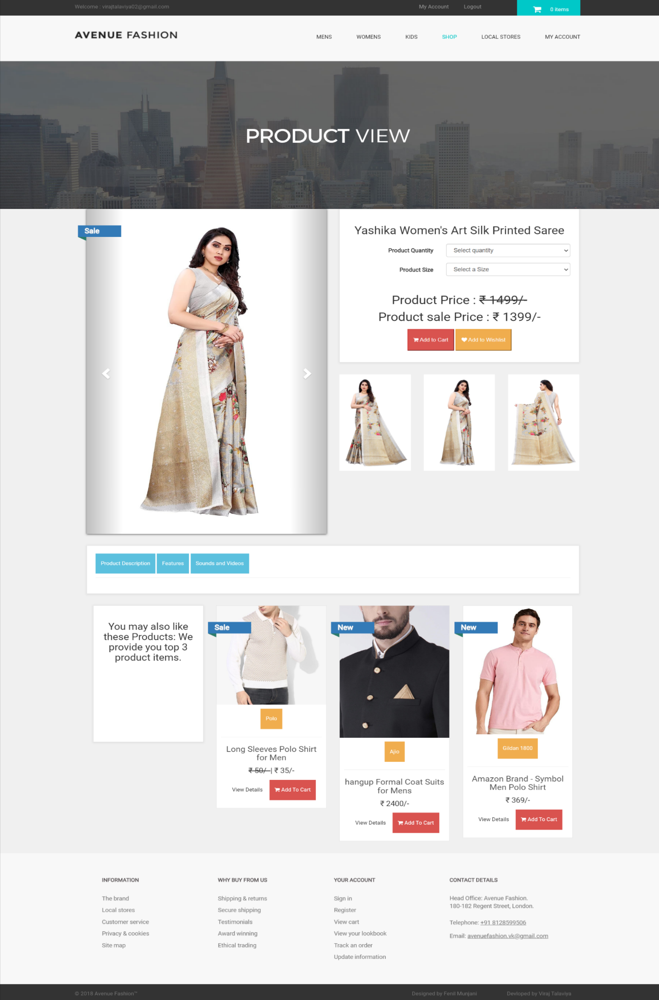 Welcome : virajtalaviya02@gmail.com
My Account
Logout
0 items
AVENUE FASHION
MENS
WOMENS
KIDS
SHOP
LOCAL STORES
MY ACCOUNT
PRODUCT VIEW
Sale
Yashika Women's Art Silk Printed Saree
Product Quantity
Select quantity
Product Size
Select a Size
Product Price : ₹ 1499/-
Product sale Price : ₹ 1399/-
Add to Cart
Add to Wishlist
Product Description
Features
Sounds and Videos
You may also like
these Products: We
provide you top 3
product items.
Sale
Polo
Long Sleeves Polo Shirt
for Men
₹ 50/- | ₹ 35/-
View Details
Add To Cart
New
Ajio
hangup Formal Coat Suits
for Mens
₹ 2400/-
View Details
Add To Cart
New
Gildan 1800
Amazon Brand - Symbol
Men Polo Shirt
₹ 369/-
View Details
Add To Cart
INFORMATION
The brand
Local stores
Customer service
Privacy & cookies
Site map
WHY BUY FROM US
Shipping & returns
Secure shipping
Testimonials
Award winning
Ethical trading
YOUR ACCOUNT
Sign in
Register
View cart
View your lookbook
Track an order
Update information
CONTACT DETAILS
Head Office: Avenue Fashion.
180-182 Regent Street, London.
Telephone: +91 8128599506
Email: avenuefashion.vk@gmail.com
© 2018 Avenue Fashion™
Designed by Fenil Munjani
Devloped by Viraj Talaviya